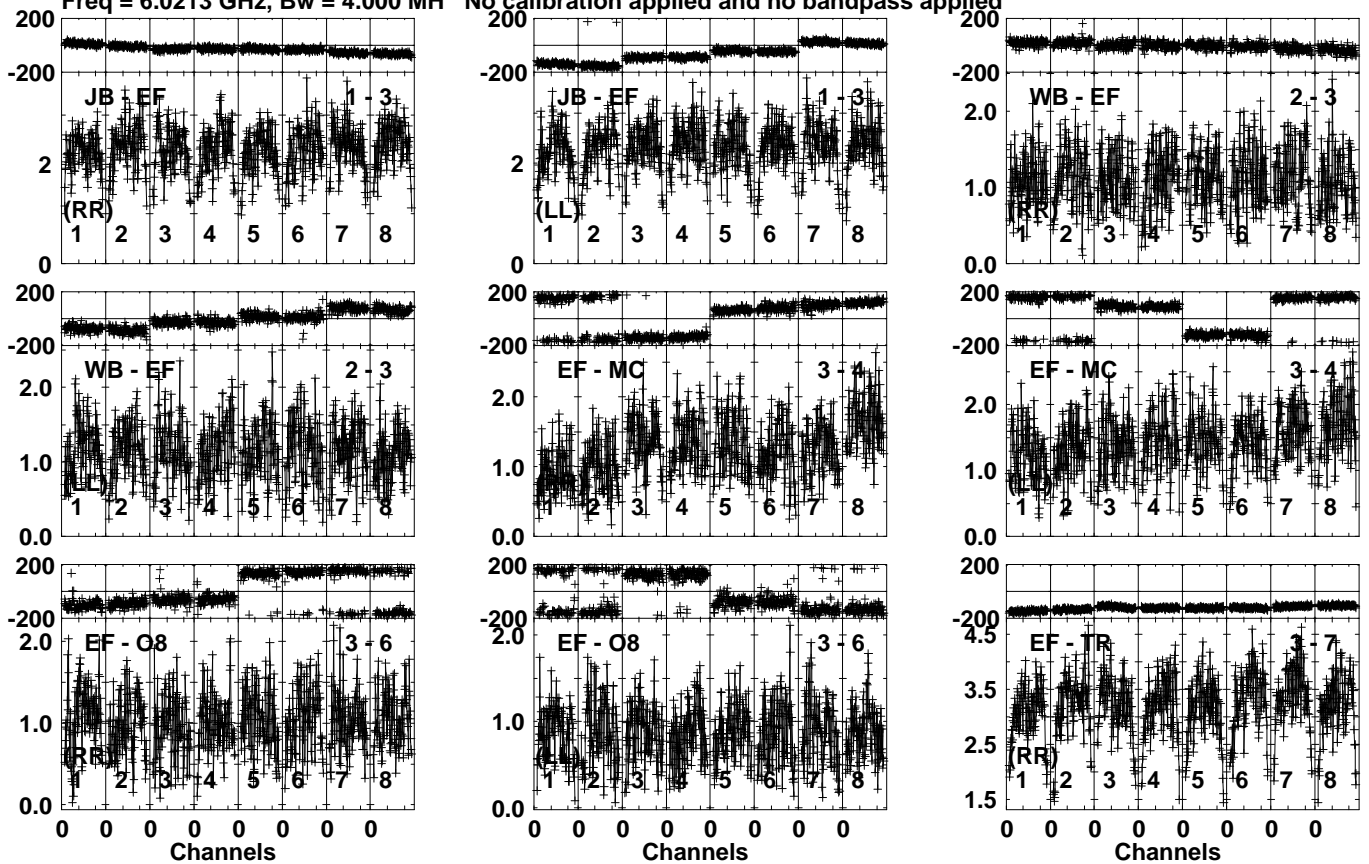 Freq = 6.0213 GHz, Bw = 4.000 MH No calibration applied and no bandpass applied
200 200 200
-200 -200 -200
JB - EF 1 - 3 JB - EF 1 - 3 WB - EF 2 - 3
2.0
2 2
1.0
(RR) (LL) (RR)
1 2 3 4 5 6 7 8 1 2 3 4 5 6 7 8 1 2 3 4 5 6 7 8
0 0 0
200 200 200
-200 -200 -200
WB - EF 2 - 3 EF - MC 3 - 4 EF - MC 3 - 4
2.0 2.0 2.0
1.0 1.0 1.0
(LL) (LL)
1 2 3 4 5 6 7 8 1 2 3 4 5 6 7 8 1 2 3 4 5 6 7 8
0.0 0.0 0.0
200 200 200
-200 -200 -200
EF - O8 3 - 6 EF - O8 3 - 6 EF - TR 3 - 7
2.0 2.0 4.5
3.5
1.0 1.0
2.5
(RR) (LL) (RR)
1 2 3 4 5 6 7 8 1 2 3 4 5 6 7 8 1 2 3 4 5 6 7 8
0.0 0.0 1.5
0 0 0 0 0 0 0 0 0 0 0 0 0 0 0 0 0 0 0 0 0 0 0 0
Channels Channels Channels